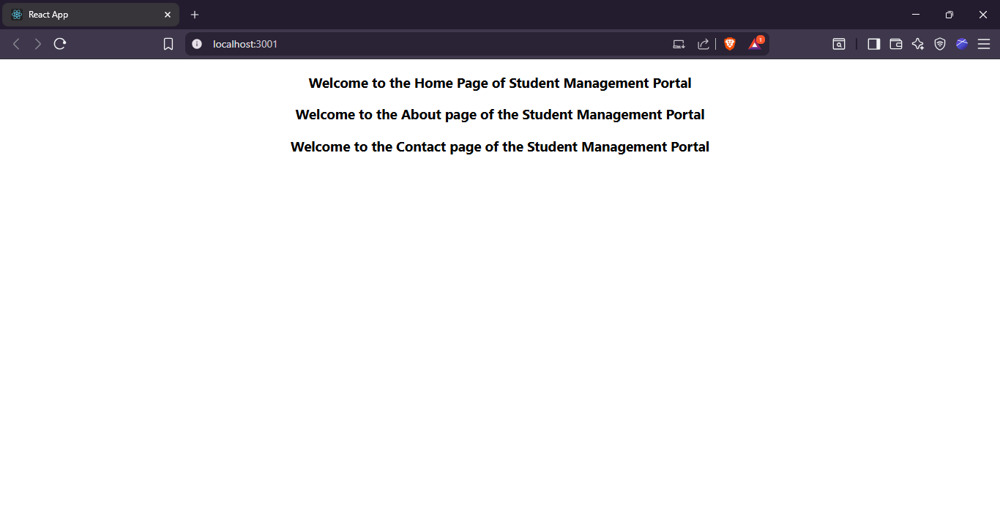 React App
localhost:3001
1
Welcome to the Home Page of Student Management Portal
Welcome to the About page of the Student Management Portal
Welcome to the Contact page of the Student Management Portal